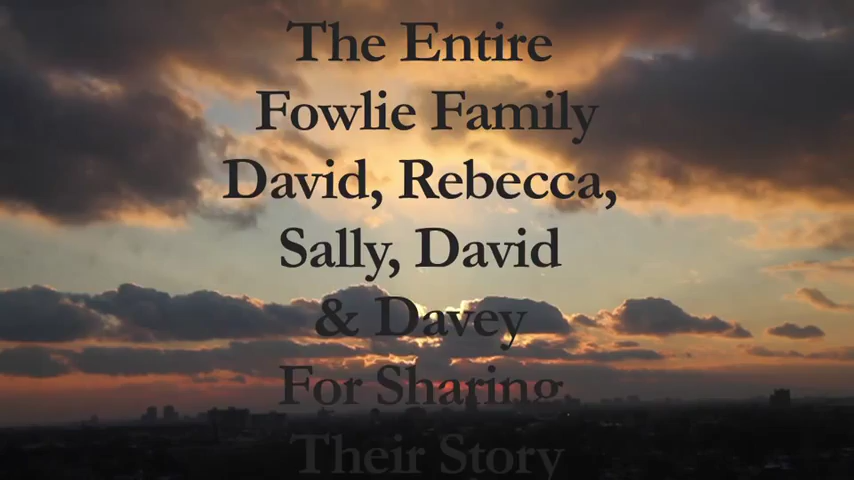 The Entire
Fowlie Family
David, Rebecca,
Sally, David
& Davey
For Sharing
Their Story